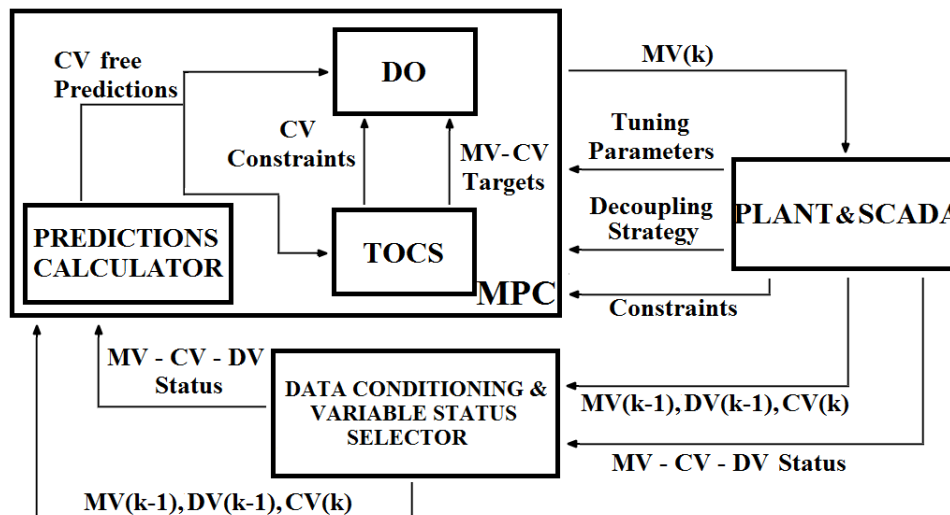 CV free
Predictions
DO
MV(k)
CV
Constraints
MV-CV
Targets
Tuning
Parameters
PREDICTIONS
CALCULATOR
TOCS
MPC
Decoupling
Strategy
PLANT&SCADA
Constraints
MV - CV - DV
Status
DATA CONDITIONING &
VARIABLE STATUS
SELECTOR
MV(k-1), DV(k-1), CV(k)
MV - CV - DV Status
MV(k-1), DV(k-1), CV(k)